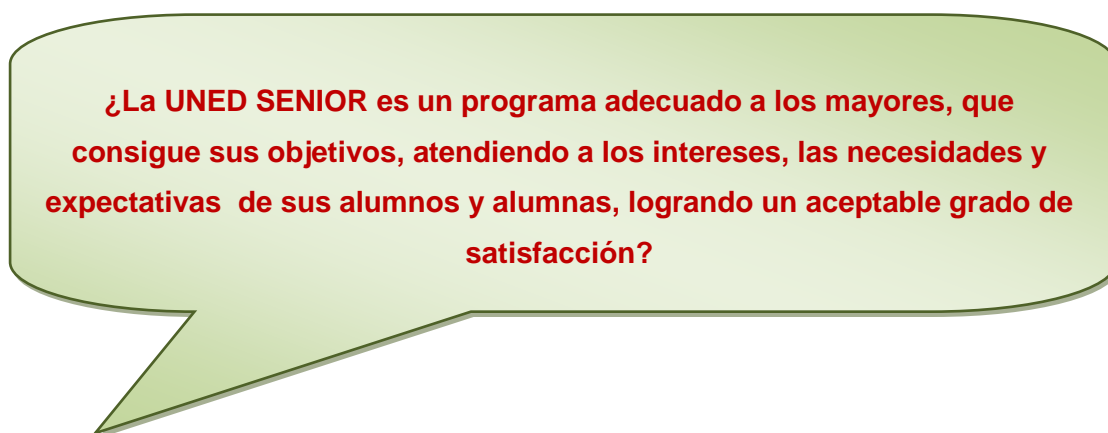 ¿La UNED SENIOR es un programa adecuado a los mayores, que
consigue sus objetivos, atendiendo a los intereses, las necesidades y
expectativas  de sus alumnos y alumnas, logrando un aceptable grado de
satisfacción?